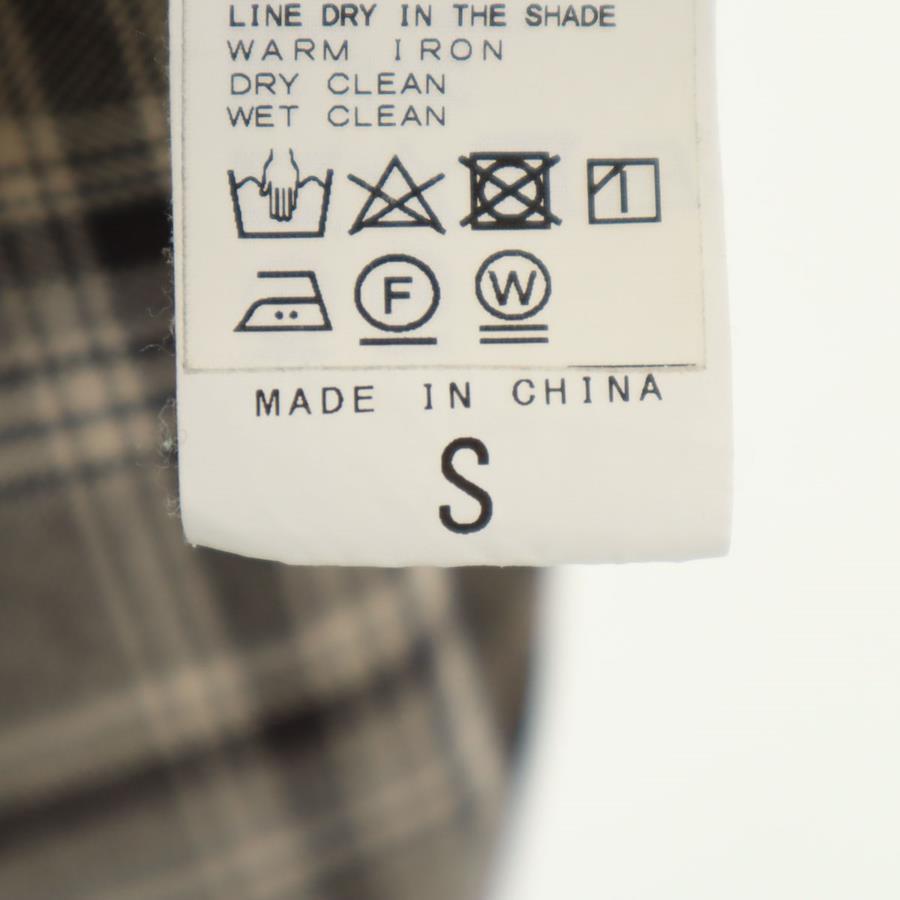 LINE DRY IN THE SHADE
WARM IRON
DRY CLEAN
WET CLEAN
F W
MADE IN CHINA
S